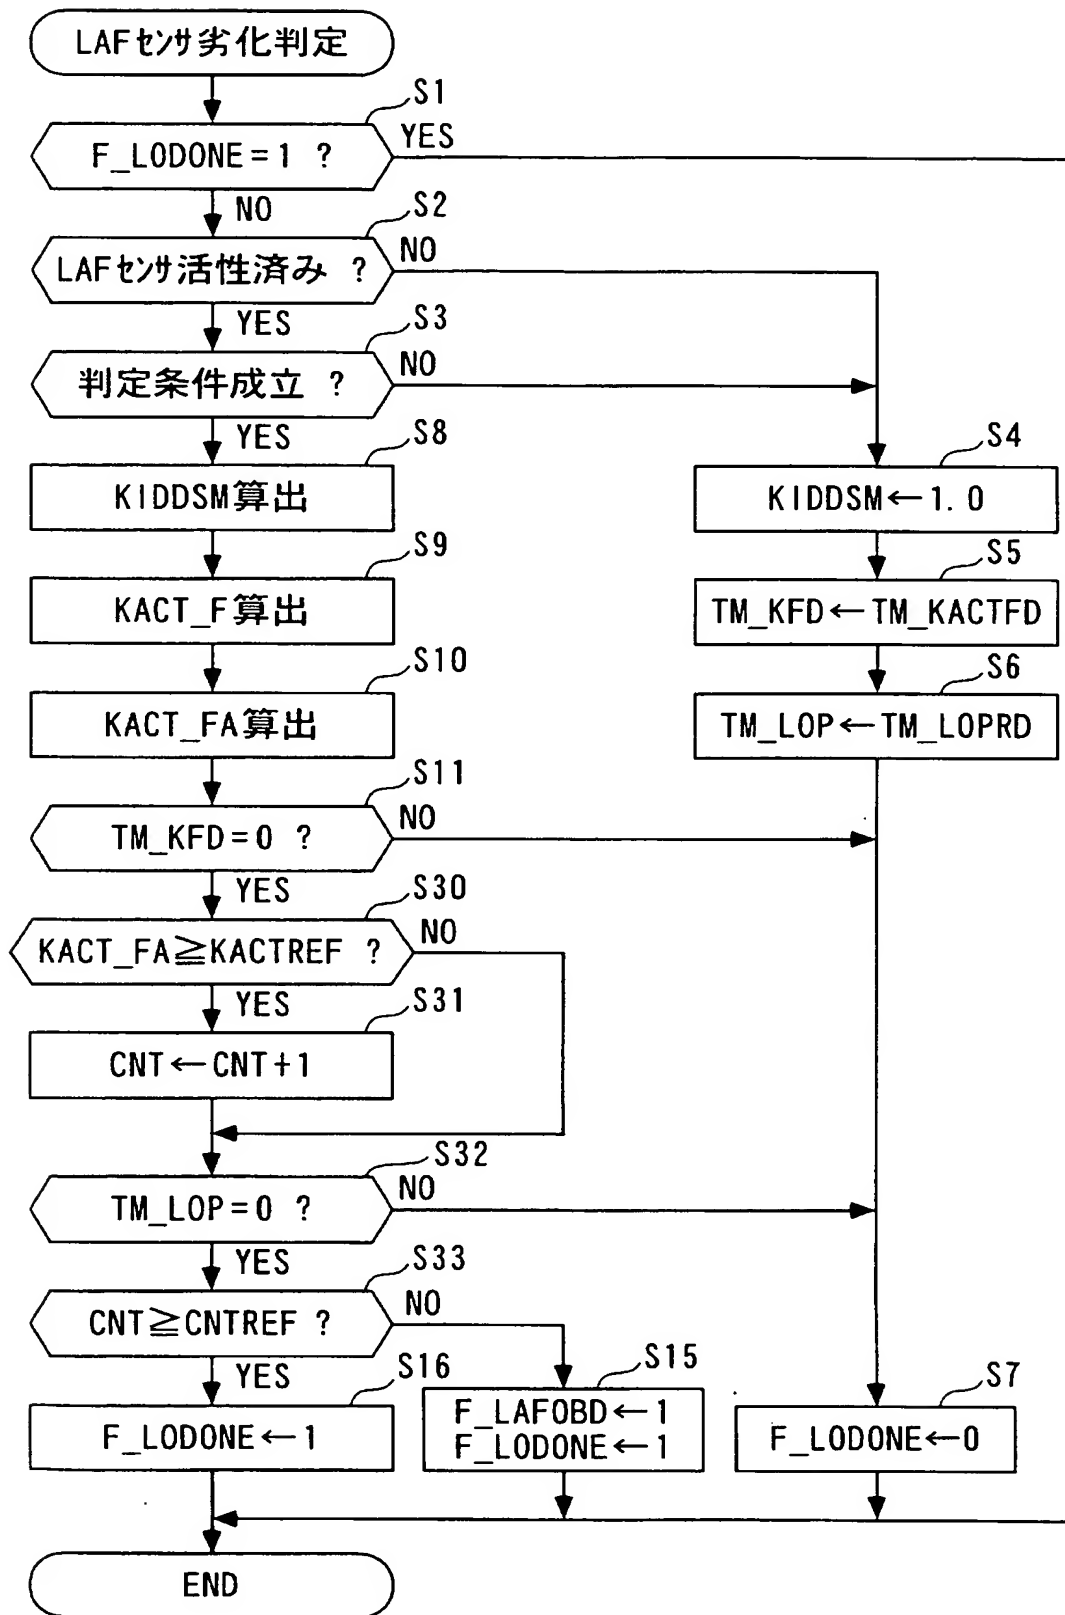 LAFセンサ劣化判定
S1
F_LODONE=1 ?
YES
NO
S2
LAFセンサ活性済み ?
NO
YES
S3
判定条件成立 ?
NO
YES
S8
KIDDSM算出
S4
KIDDSM←1.0
S9
KACT_F算出
S5
TM_KFD←TM_KACTFD
S10
KACT_FA算出
S6
TM_LOP←TM_LOPRD
S11
TM_KFD=0 ?
NO
YES
S30
KACT_FA≧KACTREF ?
NO
YES
S31
CNT←CNT+1
S32
TM_LOP=0 ?
NO
YES
S33
CNT≧CNTREF ?
NO
YES
S16
F_LODONE←1
S15
F_LAFOBD←1
F_LODONE←1
S7
F_LODONE←0
END